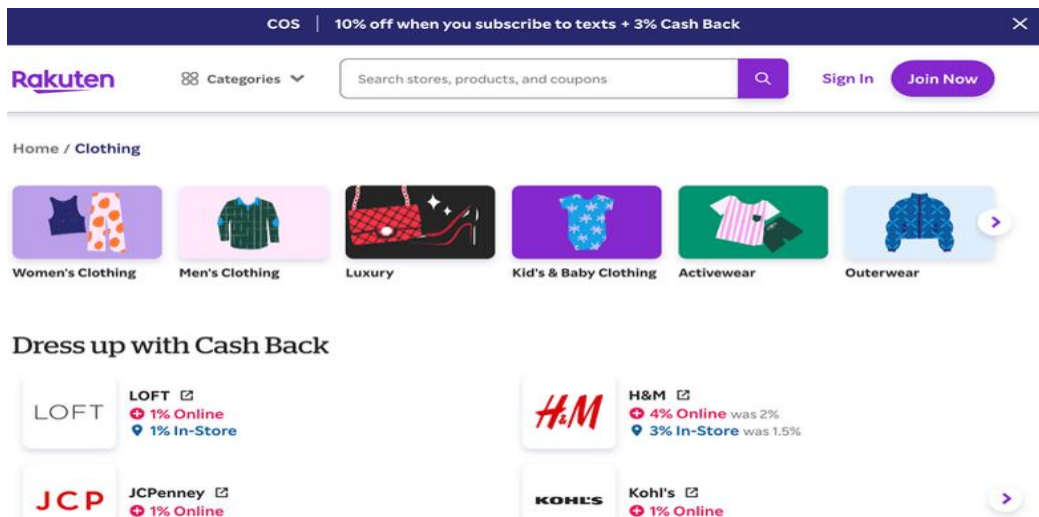 COS | 10% off when you subscribe to texts + 3% Cash Back
Rakuten Categories Search stores, products, and coupons Sign In Join Now
Home / Clothing
Women's Clothing Men's Clothing Luxury Kid's & Baby Clothing Activewear Outerwear
Dress up with Cash Back
LOFT
LOFT
1% Online
1% In-Store
H&M
H&M
4% Online was 2%
3% In-Store was 1.5%
JCP
JCPenney
1% Online
KOHL'S
Kohl's
1% Online